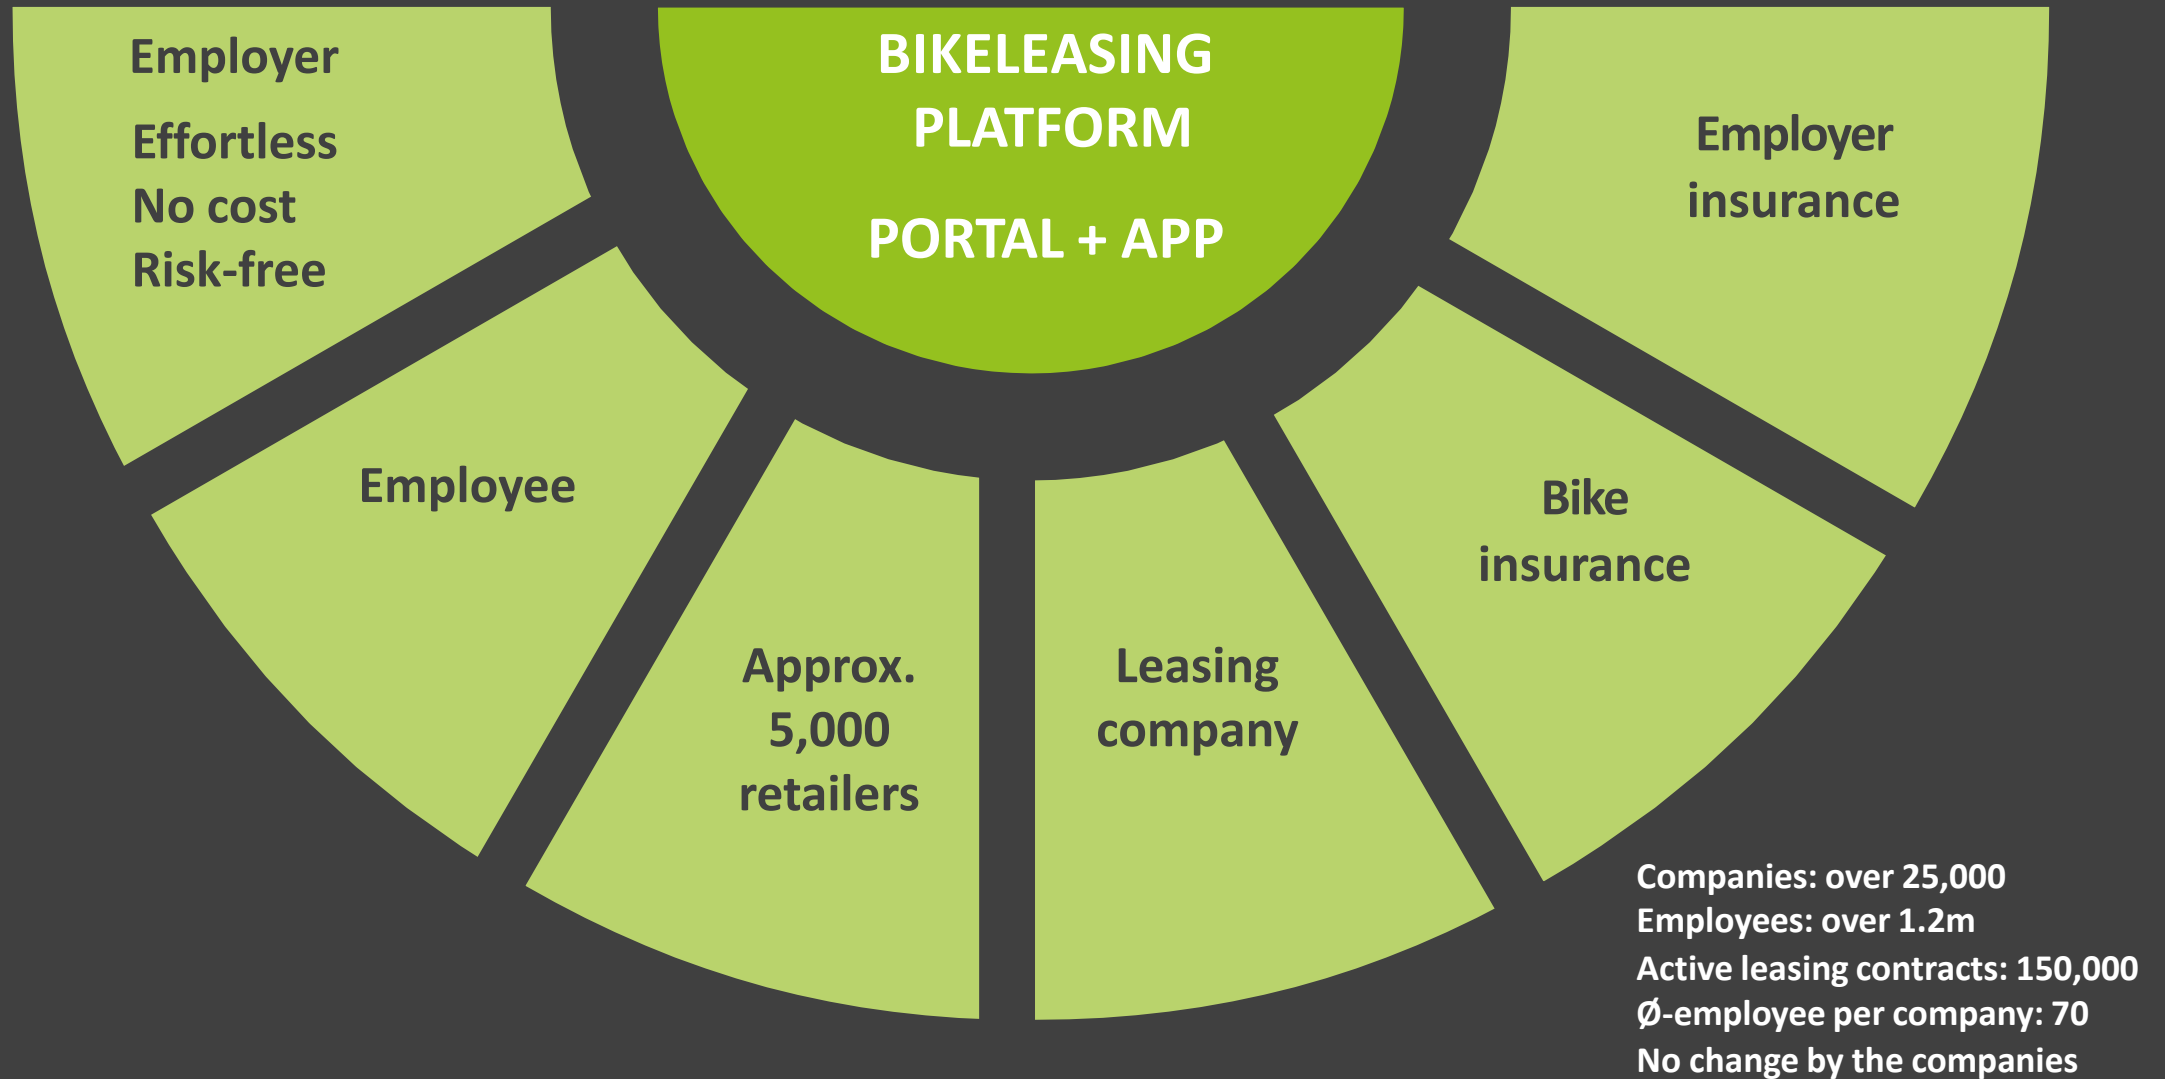 Employer
Effortless
No cost
Risk-free
BIKELEASING
PLATFORM
PORTAL + APP
Employer
insurance
Employee
Bike
insurance
Approx.
5,000
retailers
Leasing
company
Companies: over 25,000
Employees: over 1.2m
Active leasing contracts: 150,000
Ø-employee per company: 70
No change by the companies